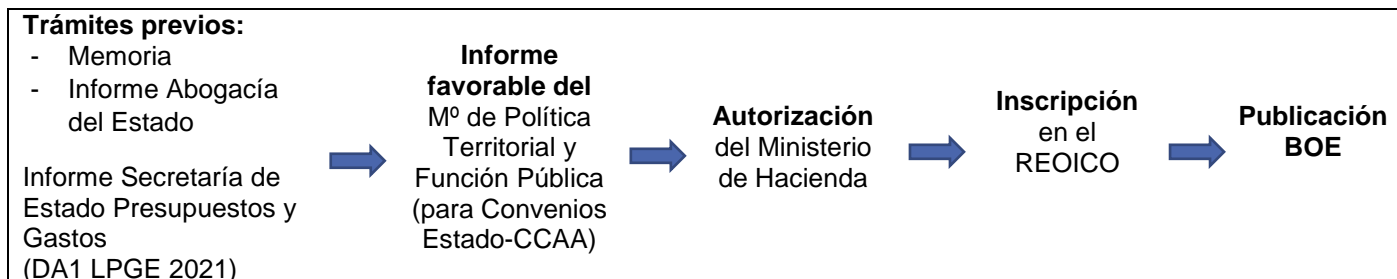 Trámites previos:
- Memoria
- Informe Abogacía
del Estado
Informe Secretaría de
Estado Presupuestos y
Gastos
(DA1 LPGE 2021)
Informe
favorable del
Mº de Política
Territorial y
Función Pública
(para Convenios
Estado-CCAA)
Autorización
del Ministerio
de Hacienda
Inscripción
en el
REOICO
Publicación
BOE